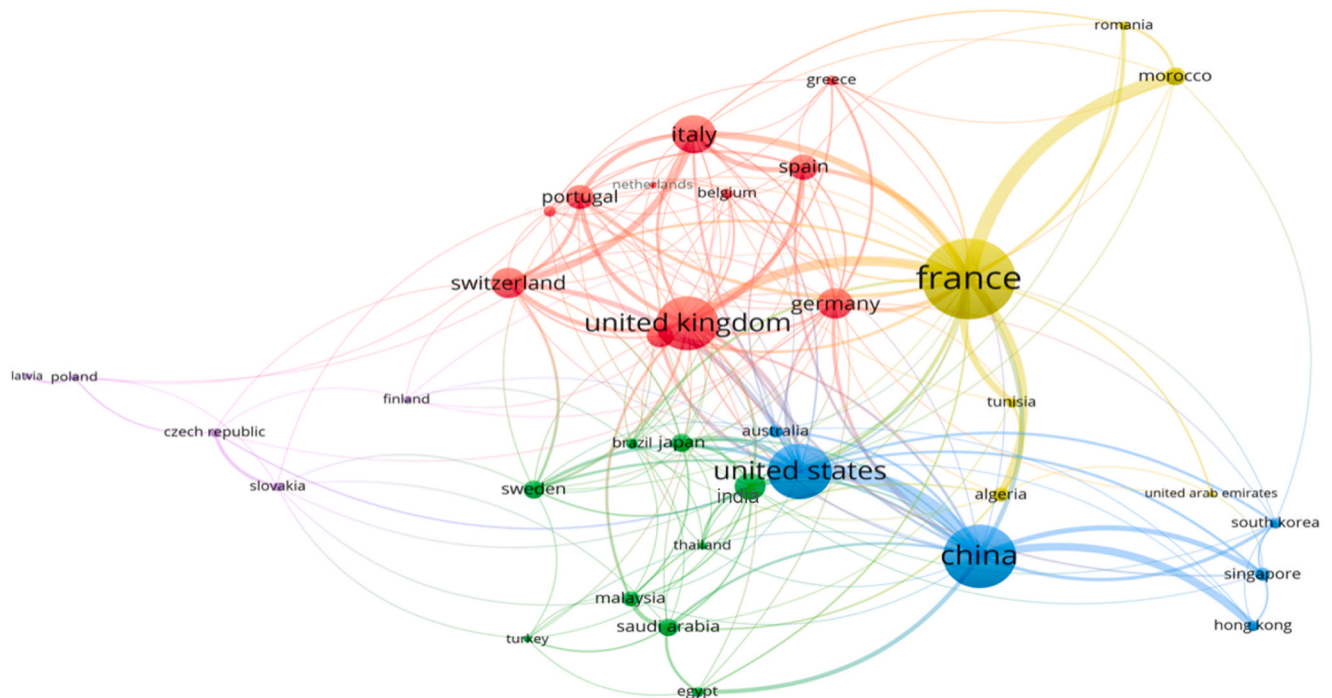 romania
morocco
greece
italy
spain
netherlands
belgium
portugal
france
switzerland
germany
united kingdom
latvia
poland
finland
tunisia
czech republic
australia
brazil
japan
united states
slovakia
sweden
india
algeria
united arab emirates
south korea
thailand
china
singapore
malaysia
saudi arabia
hong kong
turkey
egypt